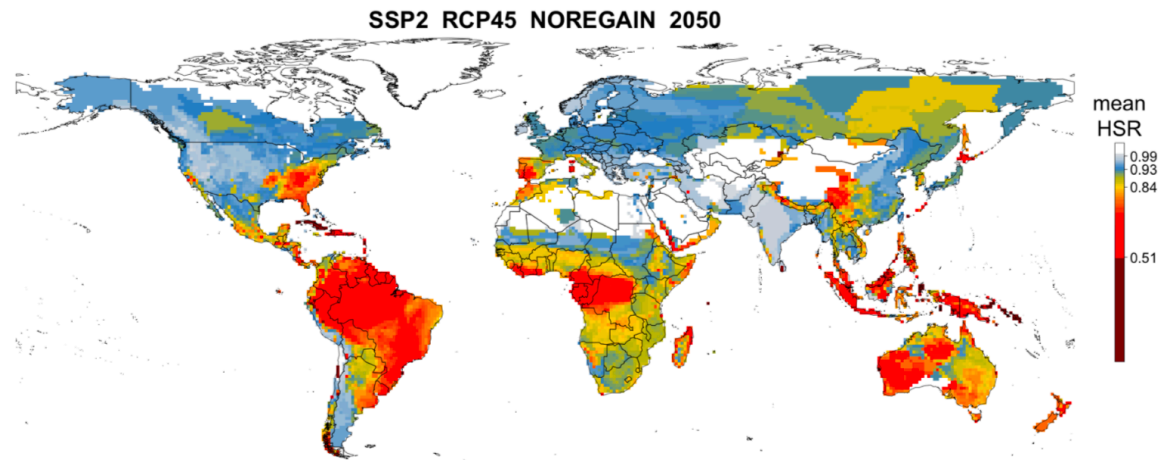 SSP2 RCP45 NOREGAIN 2050
mean
HSR
0.99
0.93
0.84
0.51